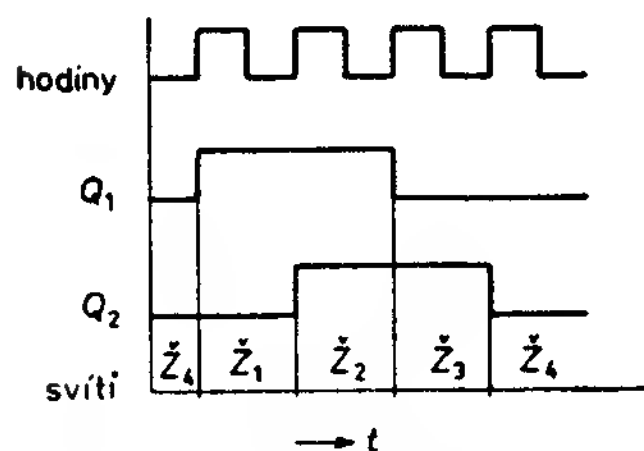 hodiny
Q₁
Q₂
svítí Ž₄ Ž₁ Ž₂ Ž₃ Ž₄
t